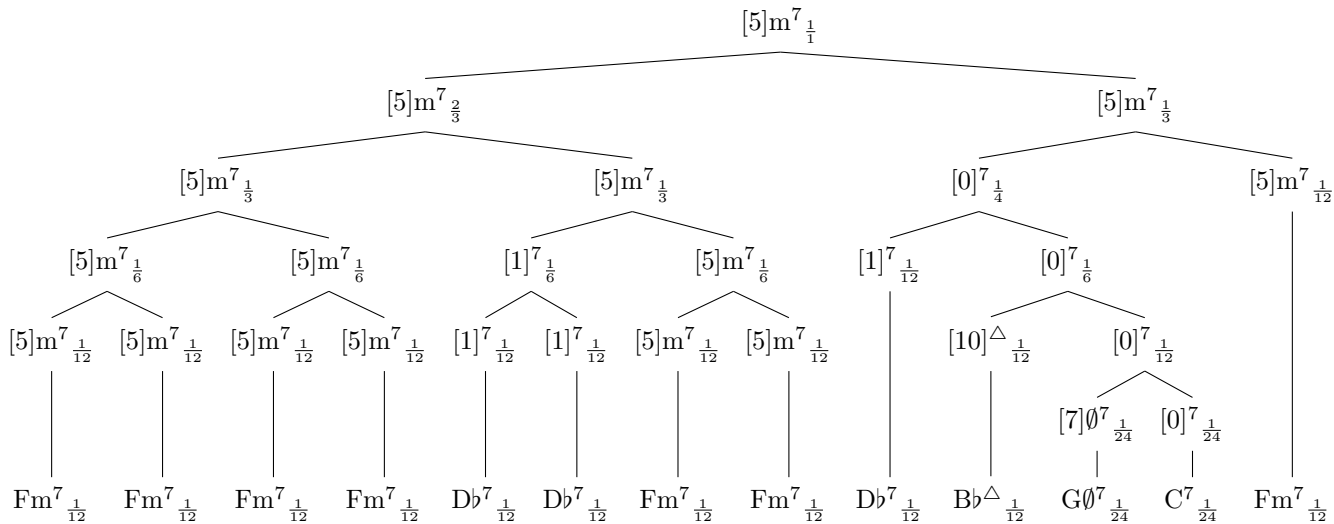 [5]m⁷ 1/1
[5]m⁷ 2/3 [5]m⁷ 1/3
[5]m⁷ 1/3 [5]m⁷ 1/3 [0]⁷ 1/4 [5]m⁷ 1/12
[5]m⁷ 1/6 [5]m⁷ 1/6 [1]⁷ 1/6 [5]m⁷ 1/6 [1]⁷ 1/12 [0]⁷ 1/6
[5]m⁷ 1/12 [5]m⁷ 1/12 [5]m⁷ 1/12 [5]m⁷ 1/12 [1]⁷ 1/12 [1]⁷ 1/12 [5]m⁷ 1/12 [5]m⁷ 1/12 [10]△ 1/12 [0]⁷ 1/12
[7]∅⁷ 1/24 [0]⁷ 1/24
Fm⁷ 1/12 Fm⁷ 1/12 Fm⁷ 1/12 Fm⁷ 1/12 D♭⁷ 1/12 D♭⁷ 1/12 Fm⁷ 1/12 Fm⁷ 1/12 D♭⁷ 1/12 B♭△ 1/12 G∅⁷ 1/24 C⁷ 1/24 Fm⁷ 1/12